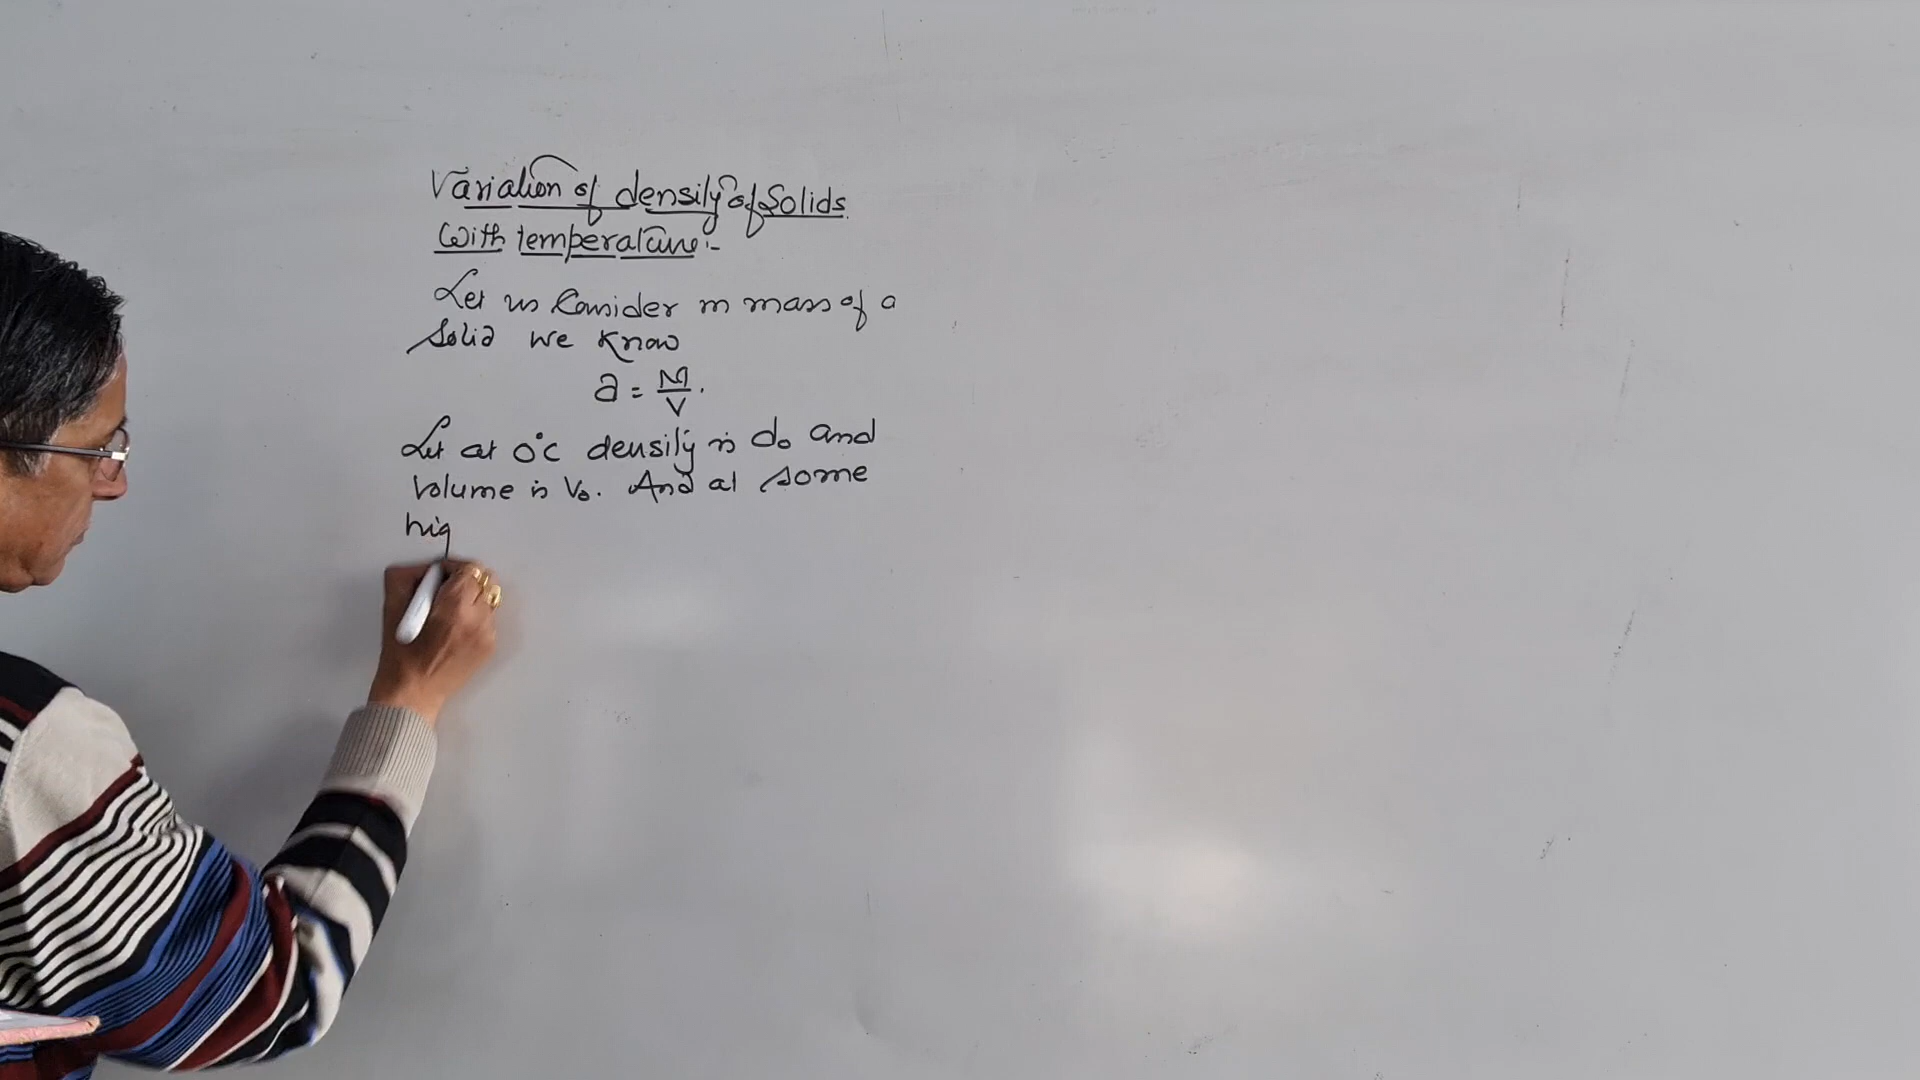 Variation of density of Solids
With temperature:-
Let us Consider m mass of a
Solid we know
d = M/V.
Let at 0°C density is d₀ and
Volume is V₀. And at some
hig